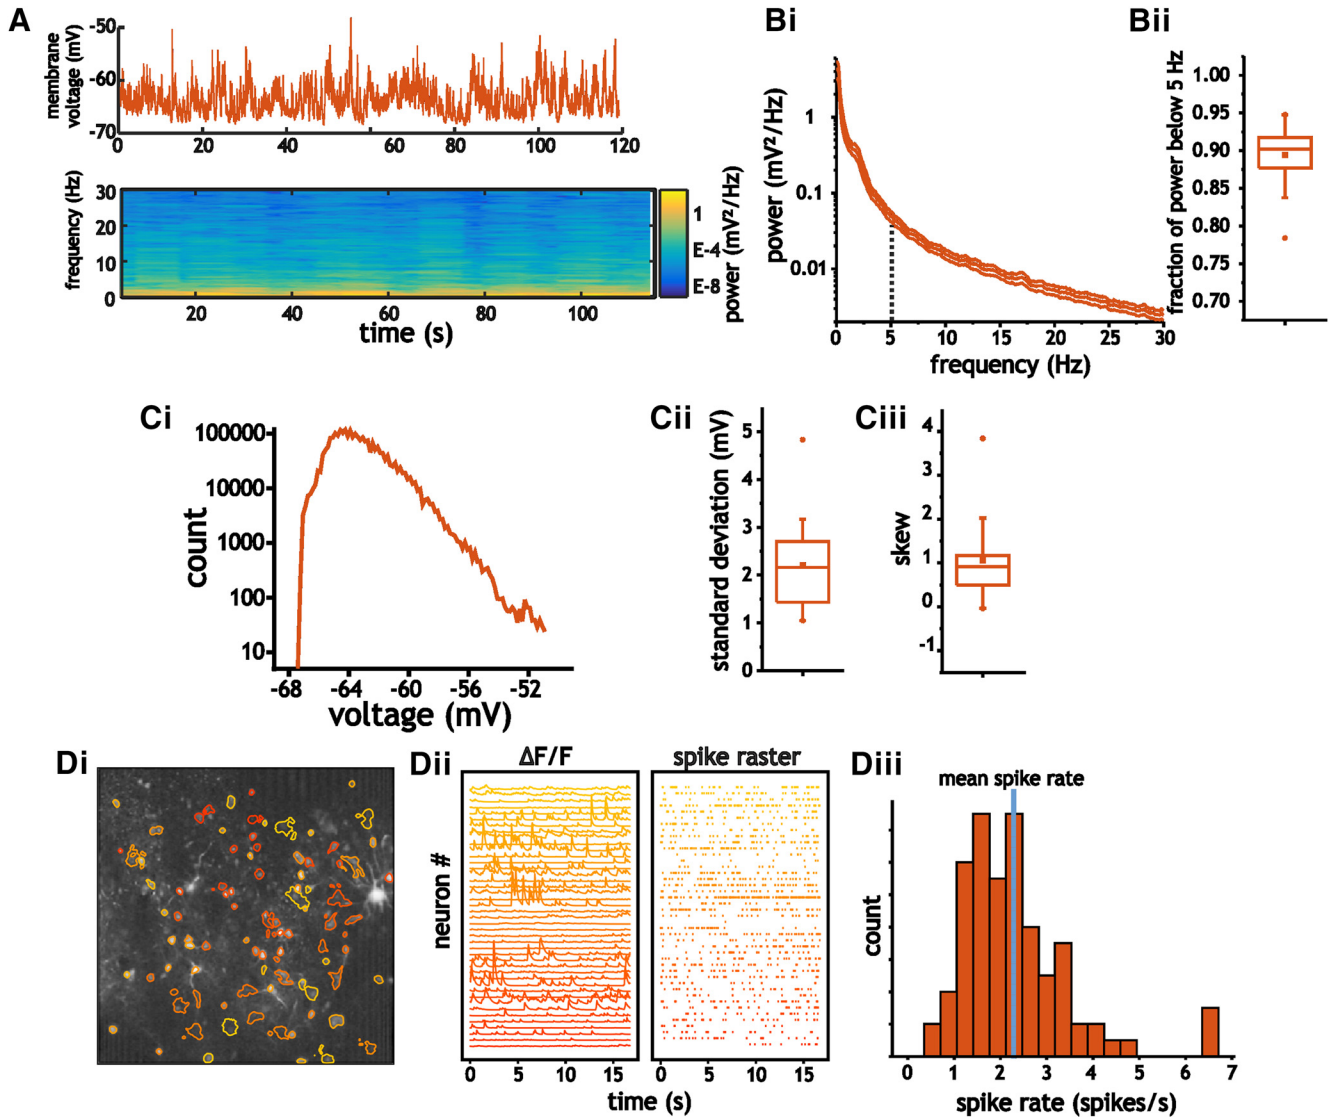 A
membrane
voltage (mV)
-50
-60
-70
0 20 40 60 80 100 120
frequency (Hz)
30
20
10
0
20 40 60 80 100
time (s)
1
E-4
E-8
power (mV²/Hz)
Bi
power (mV²/Hz)
1
0.1
0.01
0 5 10 15 20 25 30
frequency (Hz)
Bii
fraction of power below 5 Hz
1.00
0.95
0.90
0.85
0.80
0.75
0.70
Ci
count
100000
10000
1000
100
10
-68 -64 -60 -56 -52
voltage (mV)
Cii
standard deviation (mV)
5
4
3
2
1
0
Ciii
skew
4
3
2
1
0
-1
Di
Dii
ΔF/F spike raster
neuron #
0 5 10 15 0 5 10 15
time (s)
Diii
mean spike rate
count
0 1 2 3 4 5 6 7
spike rate (spikes/s)